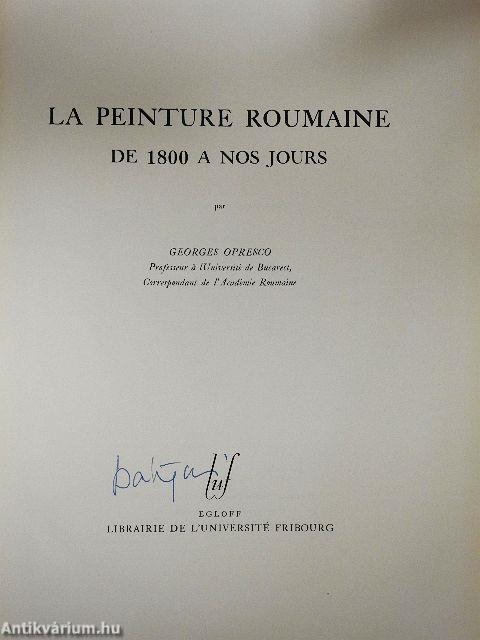 LA PEINTURE ROUMAINE
DE 1800 A NOS JOURS
par
GEORGES OPRESCO
Professeur à l'Université de Bucarest,
Correspondant de l'Académie Roumaine
luf
EGLOFF
LIBRAIRIE DE L'UNIVERSITÉ FRIBOURG
Antikvárium.hu